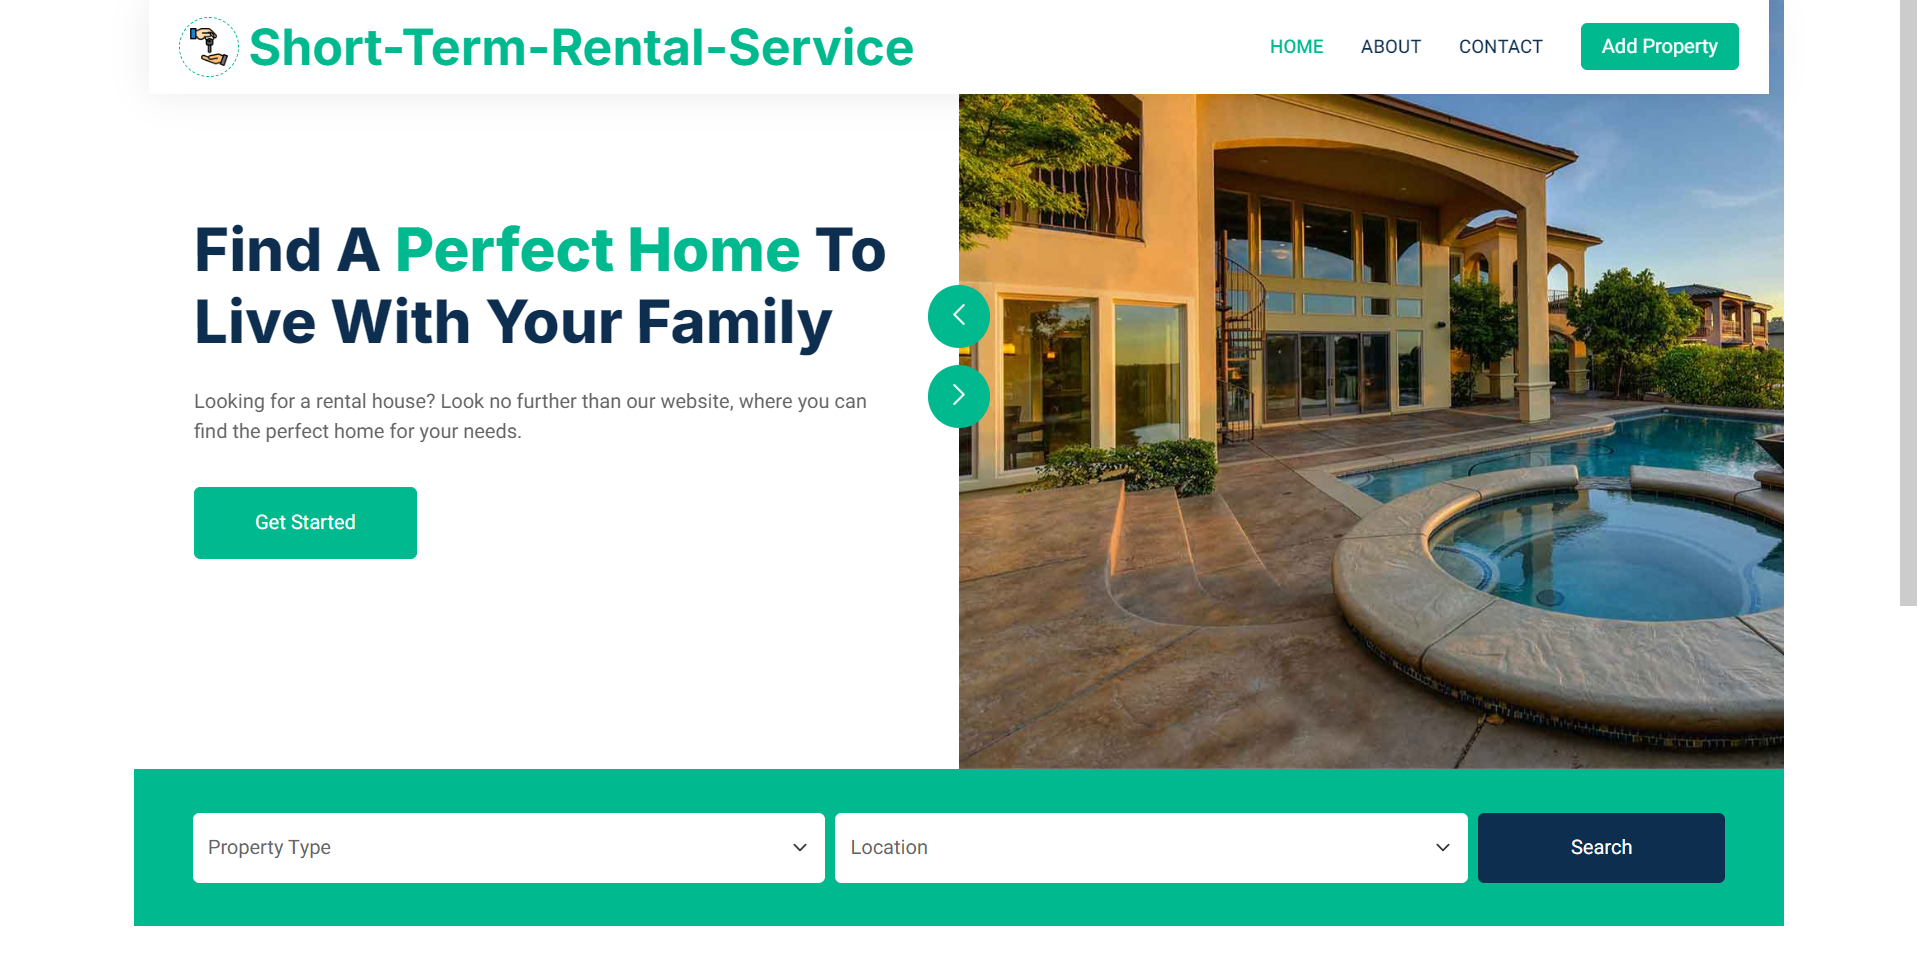 Short-Term-Rental-Service
HOME ABOUT CONTACT Add Property
Find A Perfect Home To
Live With Your Family
Looking for a rental house? Look no further than our website, where you can
find the perfect home for your needs.
Get Started
Property Type Location Search